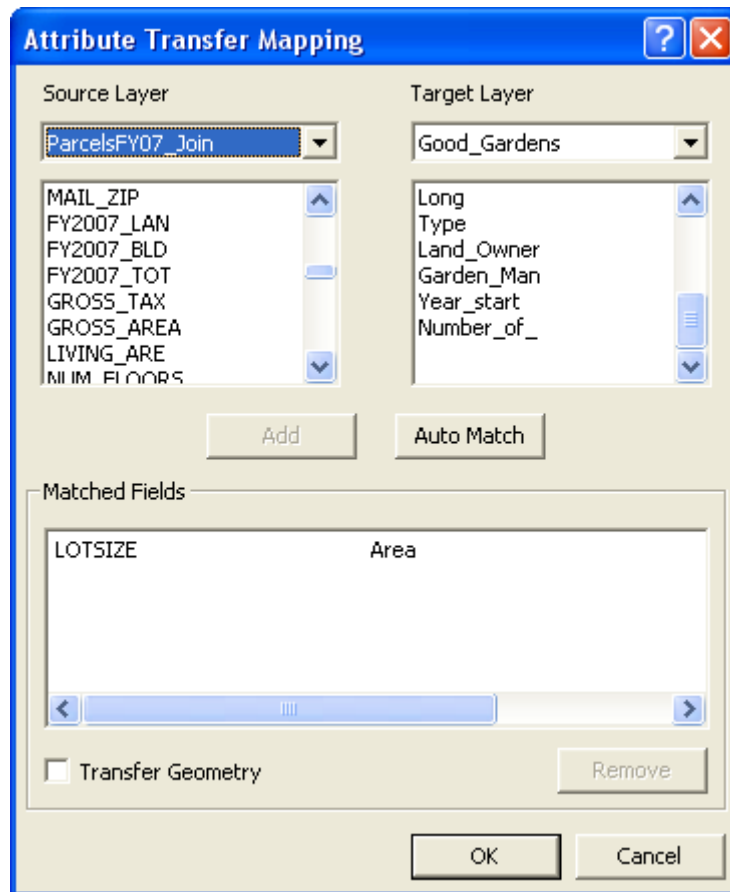 Attribute Transfer Mapping
Source Layer
Target Layer
ParcelsFY07_Join
Good_Gardens
MAIL_ZIP
FY2007_LAN
FY2007_BLD
FY2007_TOT
GROSS_TAX
GROSS_AREA
LIVING_ARE
NUM_FLOORS
Long
Type
Land_Owner
Garden_Man
Year_start
Number_of_
Add
Auto Match
Matched Fields
LOTSIZE Area
Transfer Geometry
Remove
OK
Cancel